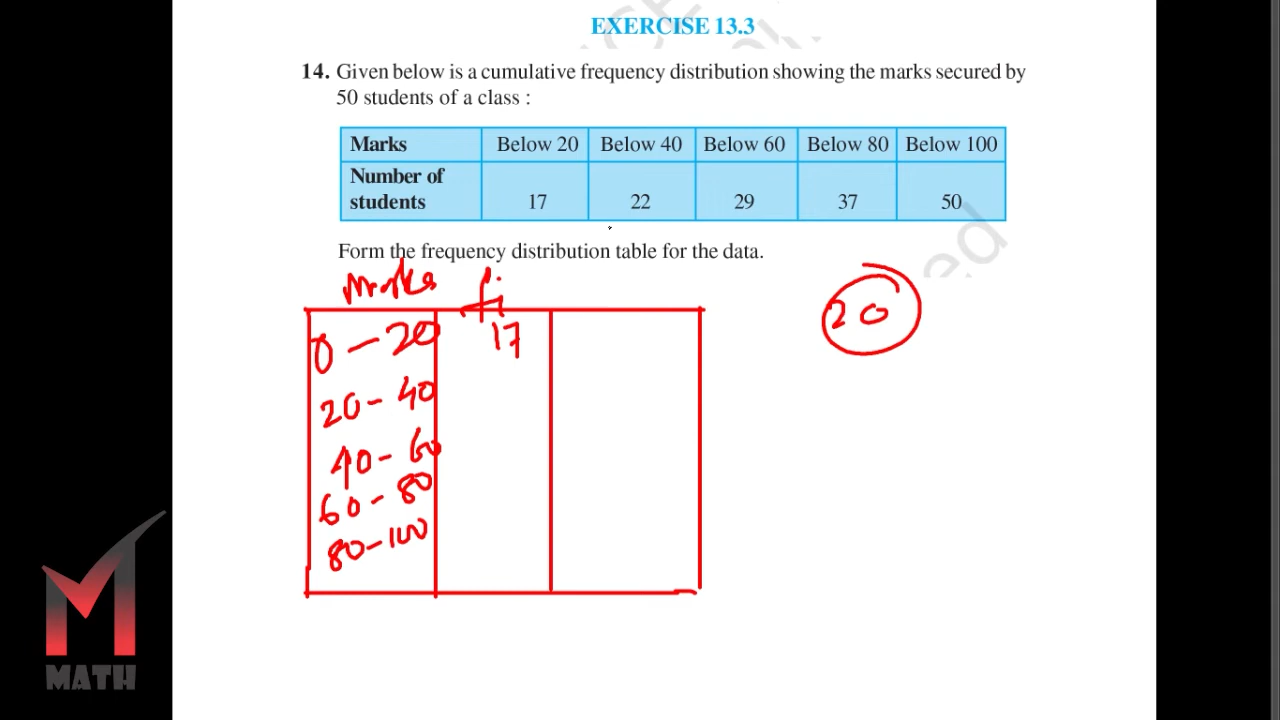 EXERCISE 13.3
14. Given below is a cumulative frequency distribution showing the marks secured by
50 students of a class :
Marks Below 20 Below 40 Below 60 Below 80 Below 100
Number of
students 17 22 29 37 50
Form the frequency distribution table for the data.
Marks fi
0 - 20 17
20
20 - 40
40 - 60
60 - 80
80 - 100
MATH